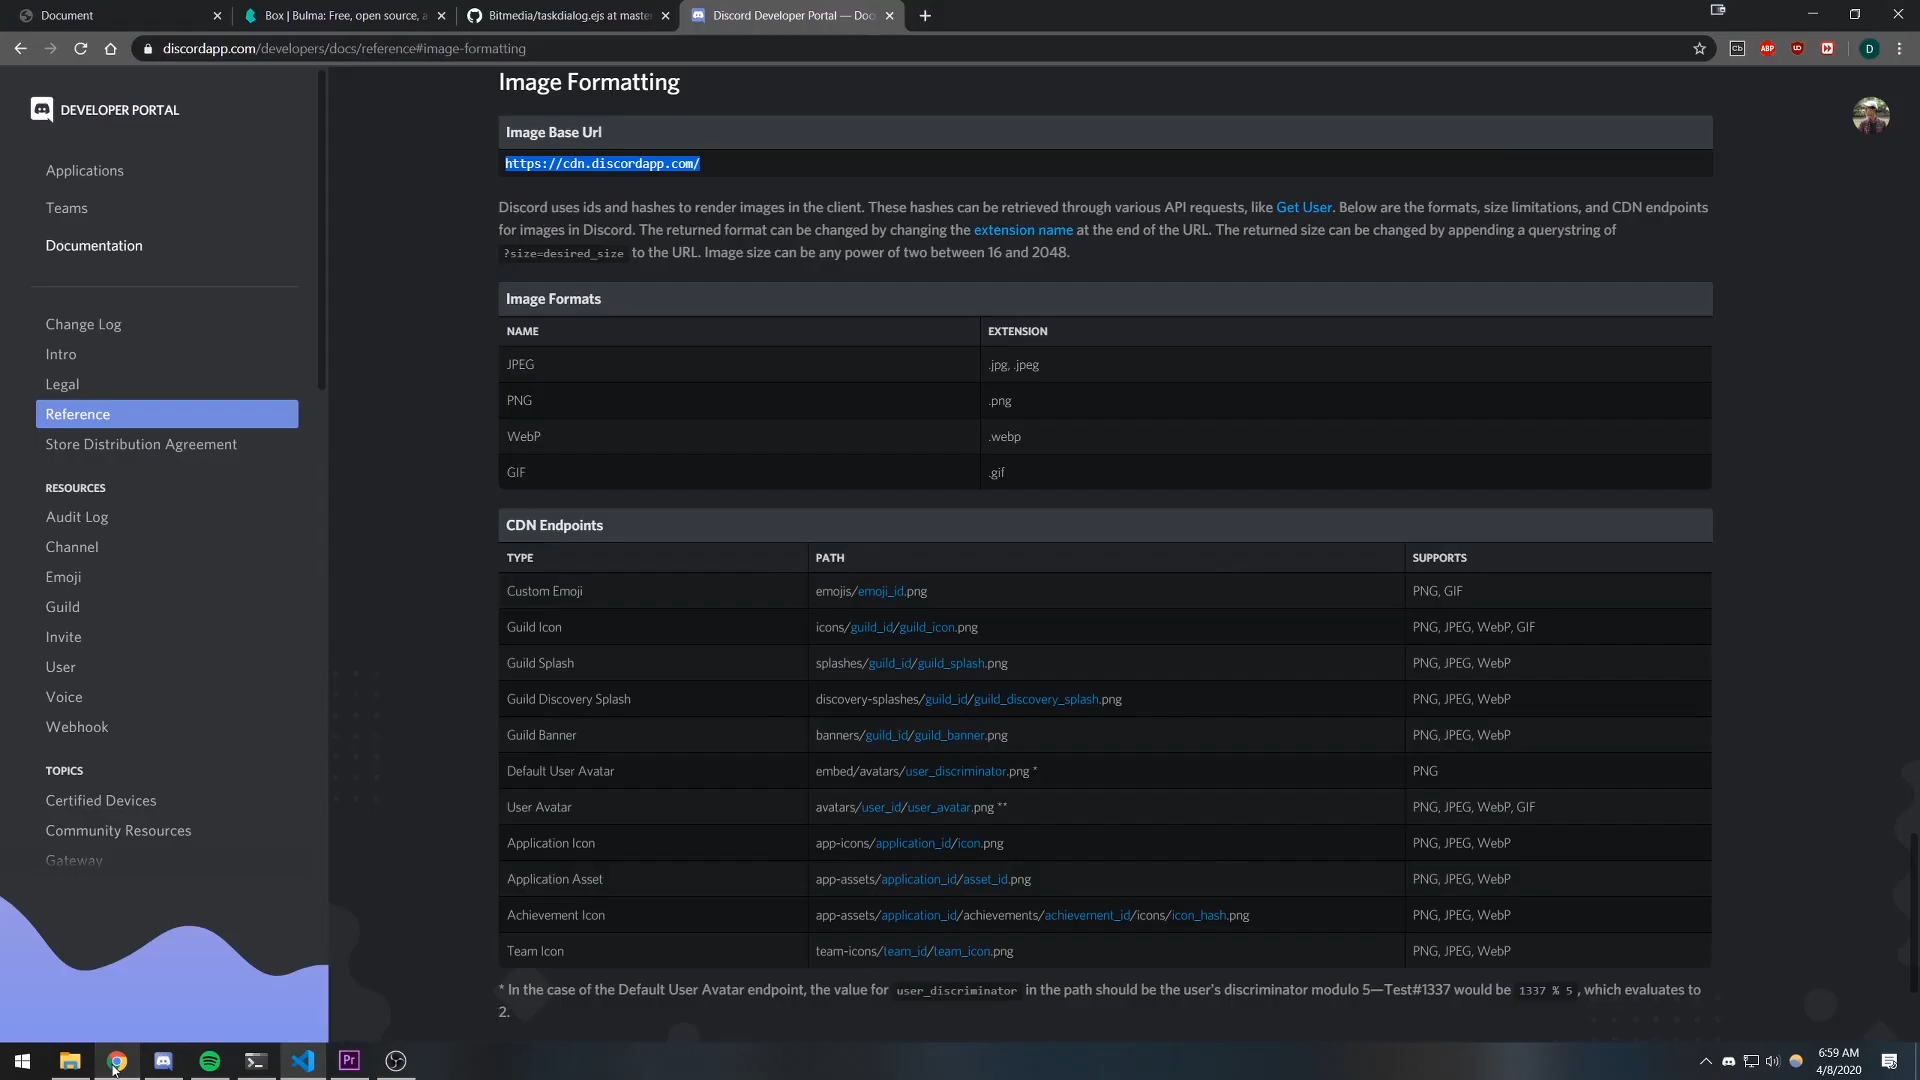 Document
Box | Bulma: Free, open source, a
Bitmedia/taskdialog.ejs at maste
Discord Developer Portal — Doc
discordapp.com/developers/docs/reference#image-formatting
Cb
ABP
D
DEVELOPER PORTAL
Applications
Teams
Documentation
Change Log
Intro
Legal
Reference
Store Distribution Agreement
RESOURCES
Audit Log
Channel
Emoji
Guild
Invite
User
Voice
Webhook
TOPICS
Certified Devices
Community Resources
Gateway
Image Formatting
Image Base Url
https://cdn.discordapp.com/
Discord uses ids and hashes to render images in the client. These hashes can be retrieved through various API requests, like Get User. Below are the formats, size limitations, and CDN endpoints
for images in Discord. The returned format can be changed by changing the extension name at the end of the URL. The returned size can be changed by appending a querystring of
?size=desired_size to the URL. Image size can be any power of two between 16 and 2048.
Image Formats
NAME EXTENSION
JPEG .jpg, .jpeg
PNG .png
WebP .webp
GIF .gif
CDN Endpoints
TYPE PATH SUPPORTS
Custom Emoji emojis/emoji_id.png PNG, GIF
Guild Icon icons/guild_id/guild_icon.png PNG, JPEG, WebP, GIF
Guild Splash splashes/guild_id/guild_splash.png PNG, JPEG, WebP
Guild Discovery Splash discovery-splashes/guild_id/guild_discovery_splash.png PNG, JPEG, WebP
Guild Banner banners/guild_id/guild_banner.png PNG, JPEG, WebP
Default User Avatar embed/avatars/user_discriminator.png * PNG
User Avatar avatars/user_id/user_avatar.png ** PNG, JPEG, WebP, GIF
Application Icon app-icons/application_id/icon.png PNG, JPEG, WebP
Application Asset app-assets/application_id/asset_id.png PNG, JPEG, WebP
Achievement Icon app-assets/application_id/achievements/achievement_id/icons/icon_hash.png PNG, JPEG, WebP
Team Icon team-icons/team_id/team_icon.png PNG, JPEG, WebP
* In the case of the Default User Avatar endpoint, the value for user_discriminator in the path should be the user's discriminator modulo 5—Test#1337 would be 1337 % 5, which evaluates to
2.
Pr
6:59 AM
4/8/2020